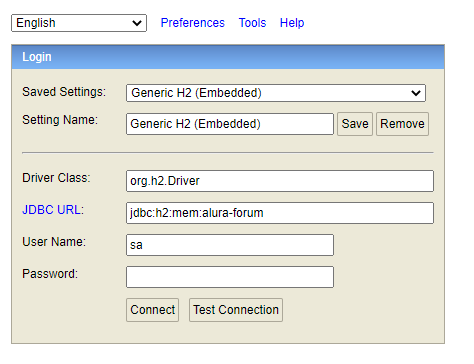 English Preferences Tools Help
Login
Saved Settings: Generic H2 (Embedded)
Setting Name: Generic H2 (Embedded) Save Remove
Driver Class: org.h2.Driver
JDBC URL: jdbc:h2:mem:alura-forum
User Name: sa
Password:
Connect Test Connection